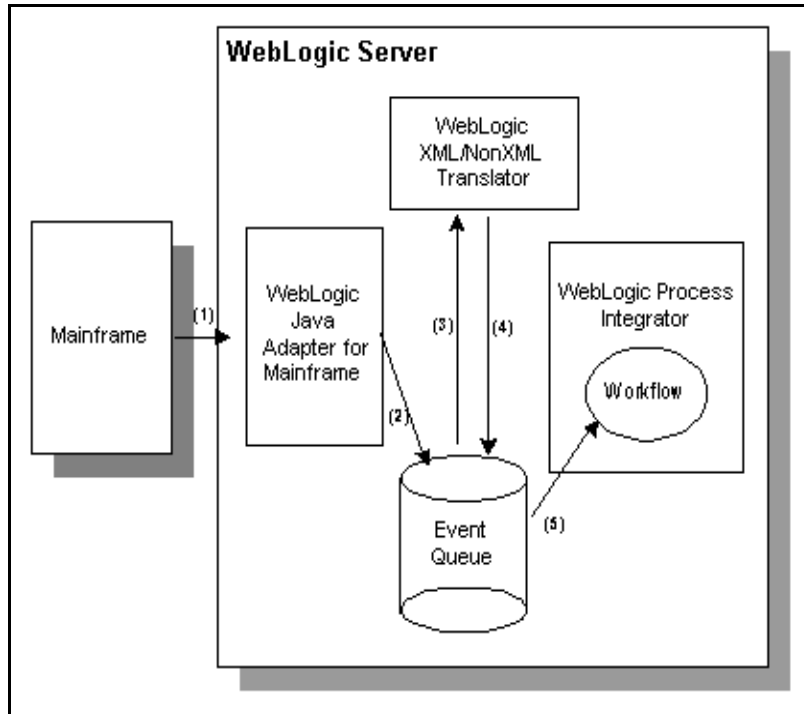 WebLogic Server
WebLogic
XML/NonXML
Translator
Mainframe
(1)
WebLogic
Java
Adapter for
Mainframe
(2)
(3)
(4)
WebLogic Process
Integrator
Workflow
Event
Queue
(5)